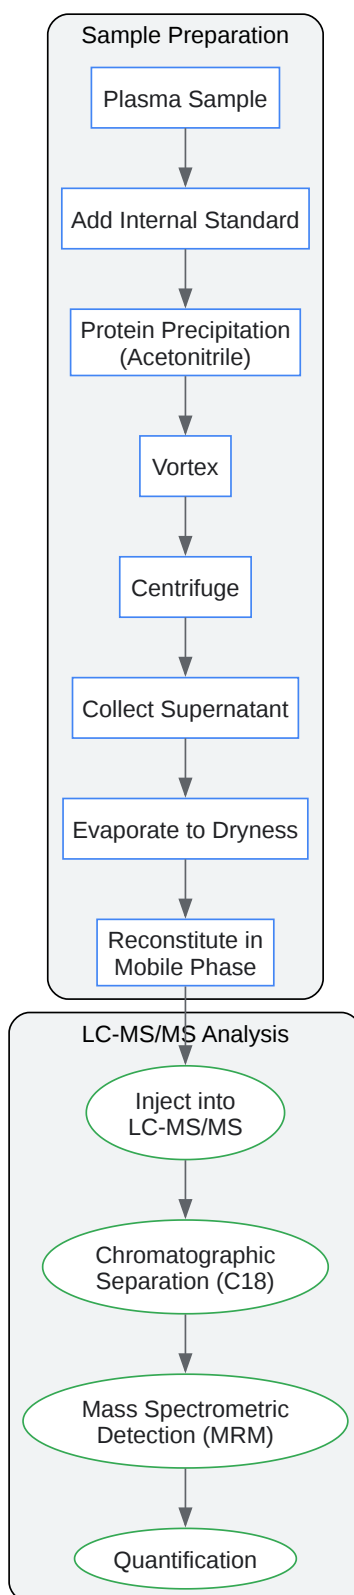 Sample Preparation
Plasma Sample
Add Internal Standard
Protein Precipitation
(Acetonitrile)
Vortex
Centrifuge
Collect Supernatant
Evaporate to Dryness
Reconstitute in
Mobile Phase
LC-MS/MS Analysis
Inject into
LC-MS/MS
Chromatographic
Separation (C18)
Mass Spectrometric
Detection (MRM)
Quantification